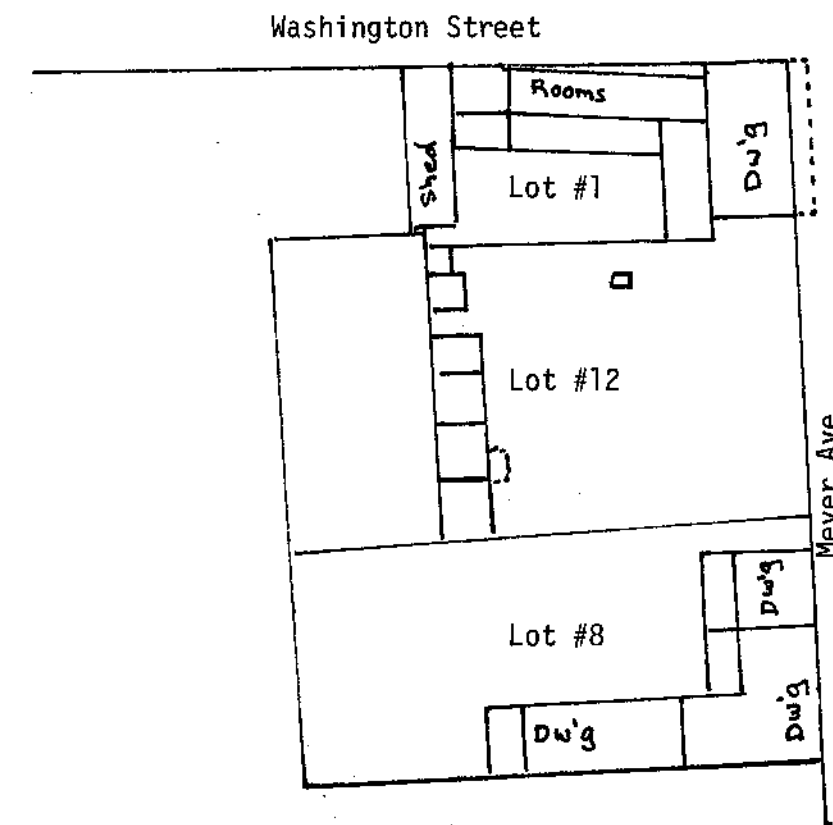 Washington Street
Rooms
Shed
Dw'g
Lot #1
Lot #12
Meyer Ave
Dw'g
Lot #8
Dw'g
Dw'g